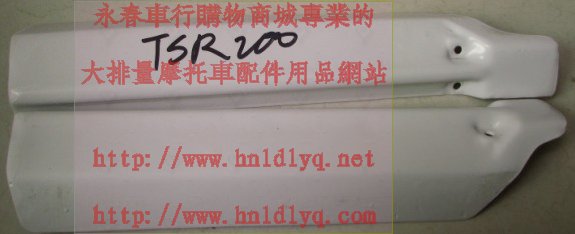 永春車行購物商城專業的
TSR200
大排量摩托車配件用品網站
http://www.hnldlyq.net
http://www.hnldlyq.com